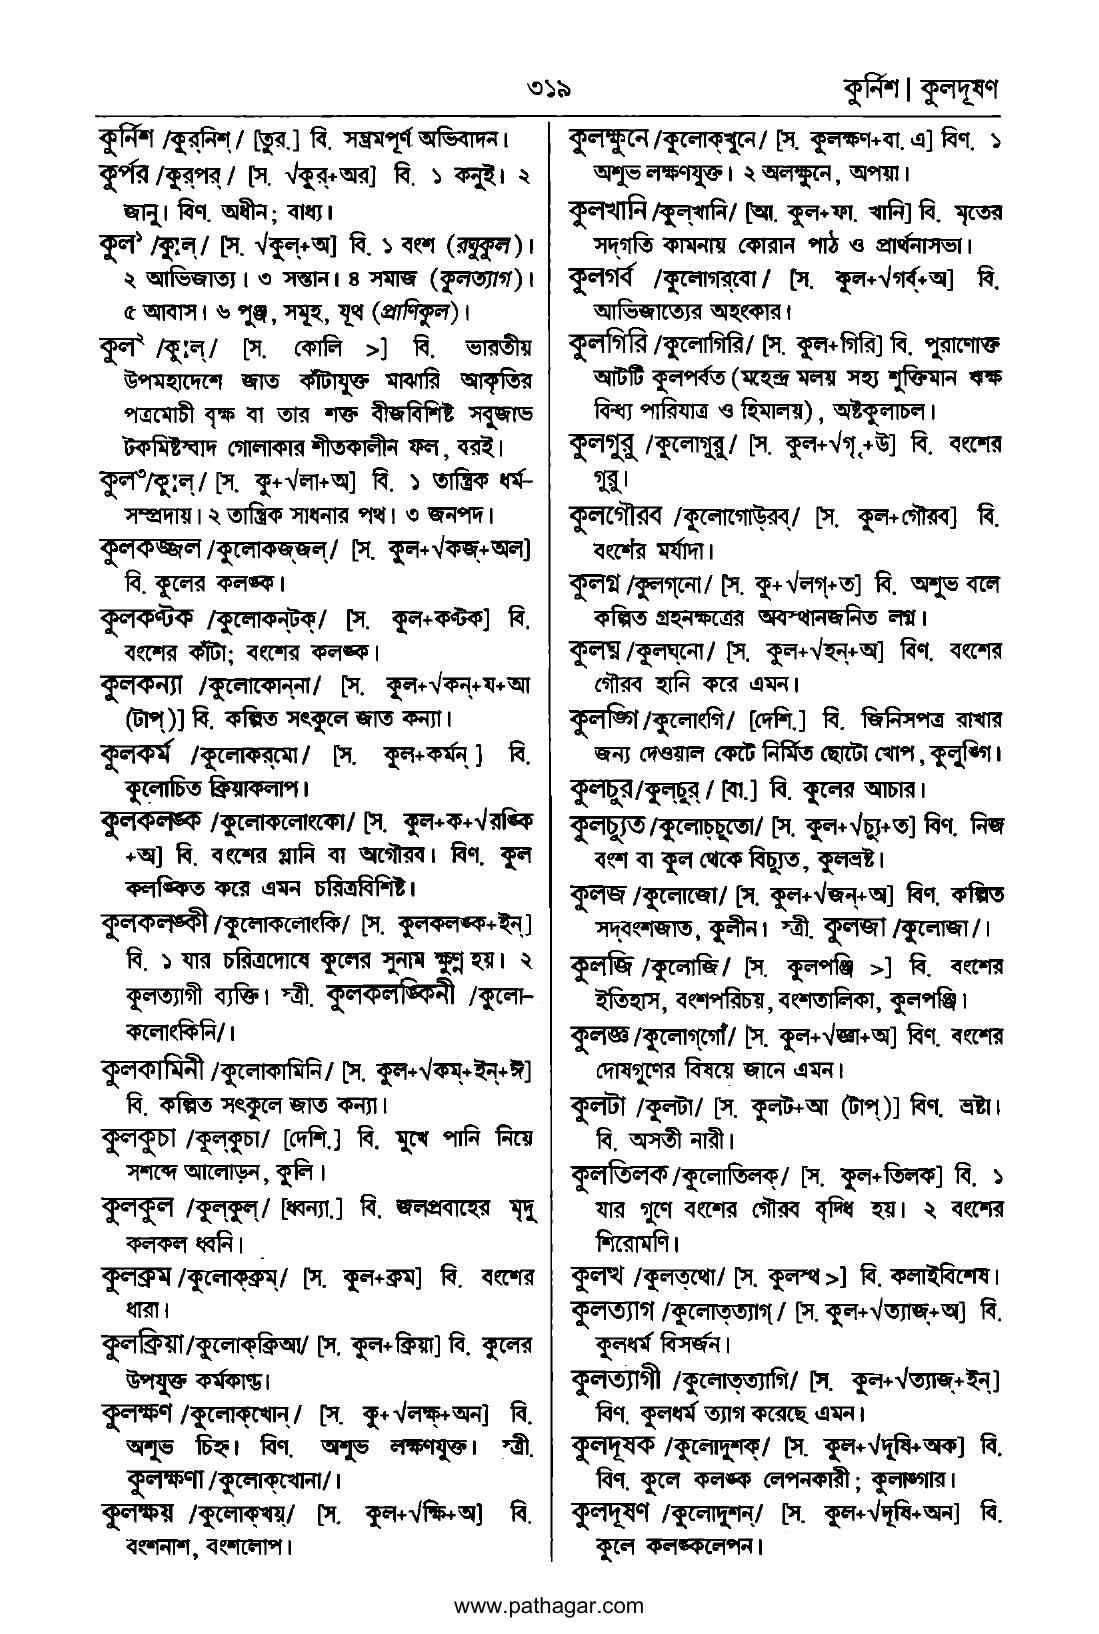 ৩১৯
কুর্নিশ | কুলদূষণ
কুর্নিশ /কুর্‌নিশ্/ [তুর.] বি. সম্ভ্রমপূর্ণ অভিবাদন।
কুর্পর /কুর্‌পর্/ [স. √কুর্+অর] বি. ১ কনুই। ২
জানু। বিণ. অধীন; বাধ্য।
কুল১ /কু¦ল্/ [স. √কুল্+অ] বি. ১ বংশ (রঘুকুল)।
২ আভিজাত্য। ৩ সন্তান। ৪ সমাজ (কুলত্যাগ)।
৫ আবাস। ৬ পুঞ্জ, সমূহ, যূথ (প্রাণিকুল)।
কুল২ /কু¦ল্/ [স. কোলি >] বি. ভারতীয়
উপমহাদেশে জাত কাঁটাযুক্ত মাঝারি আকৃতির
পত্রমোচী বৃক্ষ বা তার শক্ত বীজবিশিষ্ট সবুজাভ
টকমিষ্টস্বাদ গোলাকার শীতকালীন ফল, বরই।
কুল৩/কু¦ল্/ [স. কু+√লা+অ] বি. ১ তান্ত্রিক ধর্ম-
সম্প্রদায়। ২ তান্ত্রিক সাধনার পথ। ৩ জনপদ।
কুলকজ্জল /কুলোকজ্‌জল্/ [স. কুল+√কজ্+অল]
বি. কুলের কলঙ্ক।
কুলকণ্টক /কুলোকন্‌টক্/ [স. কুল+কণ্টক] বি.
বংশের কাঁটা; বংশের কলঙ্ক।
কুলকন্যা /কুলোকোন্‌না/ [স. কুল+√কন্+য+আ
(টাপ্)] বি. কল্পিত সৎকুলে জাত কন্যা।
কুলকর্ম /কুলোকর্‌মো/ [স. কুল+কর্মন্ ] বি.
কুলোচিত ক্রিয়াকলাপ।
কুলকলঙ্ক /কুলোকলোংকো/ [স. কুল+ক+√রঙ্কি
+অ] বি. বংশের গ্লানি বা অগৌরব। বিণ. কুল
কলঙ্কিত করে এমন চরিত্রবিশিষ্ট।
কুলকলঙ্কী /কুলোকলোংকি/ [স. কুলকলঙ্ক+ইন্]
বি. ১ যার চরিত্রদোষে কুলের সুনাম ক্ষুণ্ন হয়। ২
কুলত্যাগী ব্যক্তি। স্ত্রী. কুলকলঙ্কিনী /কুলো-
কলোংকিনি/।
কুলকামিনী /কুলোকামিনি/ [স. কুল+√কম্+ইন্+ঈ]
বি. কল্পিত সৎকুলে জাত কন্যা।
কুলকুচা /কুল্‌কুচা/ [দেশি.] বি. মুখে পানি নিয়ে
সশব্দে আলোড়ন, কুলি।
কুলকুল /কুল্‌কুল্/ [ধ্বন্যা.] বি. জলপ্রবাহের মৃদু
কলকল ধ্বনি।
কুলক্রম /কুলোক্‌ক্রম্/ [স. কুল+ক্রম] বি. বংশের
ধারা।
কুলক্রিয়া/কুলোক্‌ক্রিআ/ [স. কুল+ক্রিয়া] বি. কুলের
উপযুক্ত কর্মকাণ্ড।
কুলক্ষণ /কুলোক্‌খোন্/ [স. কু+√লক্ষ্+অন] বি.
অশুভ চিহ্ন। বিণ. অশুভ লক্ষণযুক্ত। স্ত্রী.
কুলক্ষণা /কুলোক্‌খোনা/।
কুলক্ষয় /কুলোক্‌খয়্/ [স. কুল+√ক্ষি+অ] বি.
বংশনাশ, বংশলোপ।
কুলক্ষুনে /কুলোক্‌খুনে/ [স. কুলক্ষণ+বা. এ] বিণ. ১
অশুভ লক্ষণযুক্ত। ২ অলক্ষুনে, অপয়া।
কুলখানি /কুল্‌খানি/ [আ. কুল+ফা. খানি] বি. মৃতের
সদ্‌গতি কামনায় কোরান পাঠ ও প্রার্থনাসভা।
কুলগর্ব /কুলোগর্‌বো/ [স. কুল+√গর্ব্+অ] বি.
আভিজাত্যের অহংকার।
কুলগিরি /কুলোগিরি/ [স. কুল+গিরি] বি. পুরাণোক্ত
আটটি কুলপর্বত (মহেন্দ্র মলয় সহ্য শুক্তিমান ঋক্ষ
বিন্ধ্য পারিযাত্র ও হিমালয়), অষ্টকুলাচল।
কুলগুরু /কুলোগুরু/ [স. কুল+√গৃ+উ] বি. বংশের
গুরু।
কুলগৌরব /কুলোগোউ্‌রব্/ [স. কুল+গৌরব] বি.
বংশের মর্যাদা।
কুলগ্ন /কুলগ্‌নো/ [স. কু+√লগ্+ত] বি. অশুভ বলে
কল্পিত গ্রহনক্ষত্রের অবস্থানজনিত লগ্ন।
কুলঘ্ন /কুলঘ্‌নো/ [স. কুল+√হন্+অ] বিণ. বংশের
গৌরব হানি করে এমন।
কুলঙ্গি /কুলোংগি/ [দেশি.] বি. জিনিসপত্র রাখার
জন্য দেওয়াল কেটে নির্মিত ছোটো খোপ, কুলুঙ্গি।
কুলচুর/কুল্‌চুর্ / [বা.] বি. কুলের আচার।
কুলচ্যুত /কুলোচ্‌চুতো/ [স. কুল+√চ্যু+ত] বিণ. নিজ
বংশ বা কুল থেকে বিচ্যুত, কুলভ্রষ্ট।
কুলজ /কুলোজো/ [স. কুল+√জন্+অ] বিণ. কল্পিত
সদ্‌বংশজাত, কুলীন। স্ত্রী. কুলজা /কুলোজা/।
কুলজি /কুলোজি/ [স. কুলপঞ্জি >] বি. বংশের
ইতিহাস, বংশপরিচয়, বংশতালিকা, কুলপঞ্জি।
কুলজ্ঞ /কুলোগ্‌গোঁ/ [স. কুল+√জ্ঞা+অ] বিণ. বংশের
দোষগুণের বিষয়ে জানে এমন।
কুলটা /কুলটা/ [স. কুলট+আ (টাপ্)] বিণ. ভ্রষ্টা।
বি. অসতী নারী।
কুলতিলক /কুলোতিলক্/ [স. কুল+তিলক] বি. ১
যার গুণে বংশের গৌরব বৃদ্ধি হয়। ২ বংশের
শিরোমণি।
কুলত্থ /কুলত্‌থো/ [স. কুলস্থ >] বি. কলাইবিশেষ।
কুলত্যাগ /কুলোত্‌ত্যাগ্/ [স. কুল+√ত্যাজ্+অ] বি.
কুলধর্ম বিসর্জন।
কুলত্যাগী /কুলোত্‌ত্যাগি/ [স. কুল+√ত্যাজ্+ইন্]
বিণ. কুলধর্ম ত্যাগ করেছে এমন।
কুলদূষক /কুলোদুশক্/ [স. কুল+√দূষি+অক] বি.
বিণ. কুলে কলঙ্ক লেপনকারী; কুলাঙ্গার।
কুলদূষণ /কুলোদুশন্/ [স. কুল+√দূষি+অন] বি.
কুলে কলঙ্কলেপন।
www.pathagar.com